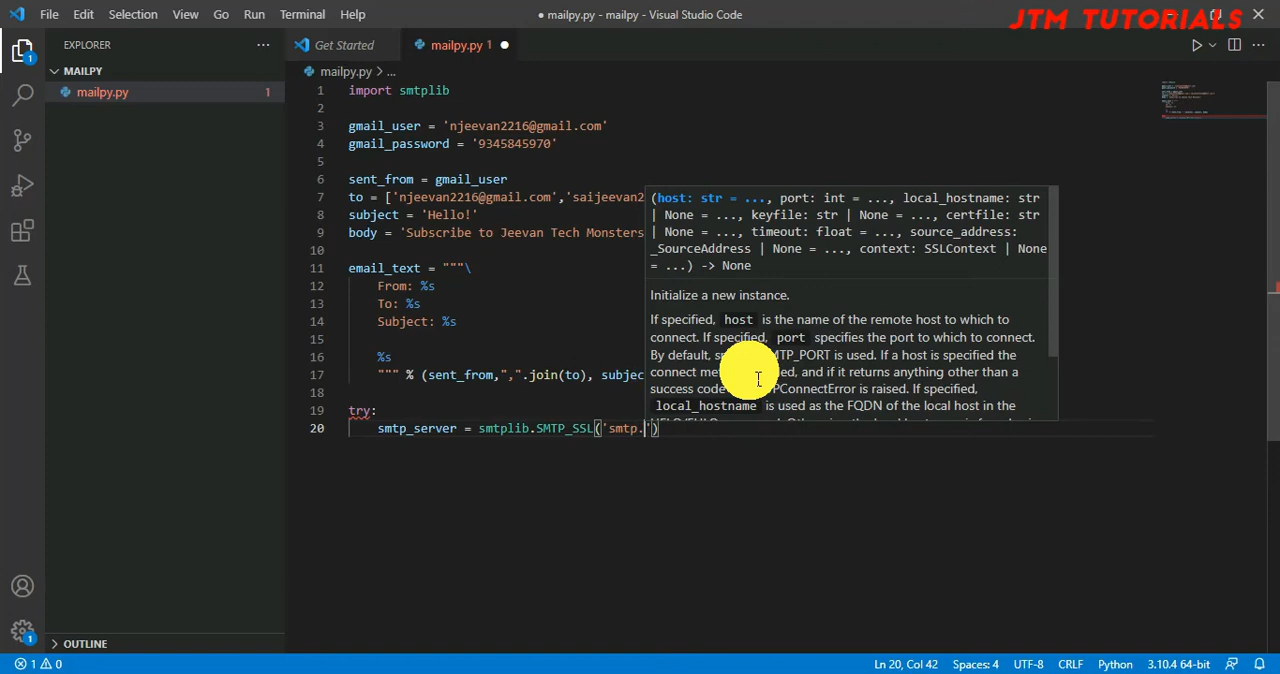 File Edit Selection View Go Run Terminal Help
● mailpy.py - mailpy - Visual Studio Code
JTM TUTORIALS
EXPLORER
MAILPY
mailpy.py 1
OUTLINE
Get Started
mailpy.py 1
mailpy.py > ...
1 import smtplib
2
3 gmail_user = 'njeevan2216@gmail.com'
4 gmail_password = '9345845970'
5
6 sent_from = gmail_user
7 to = ['njeevan2216@gmail.com','saijeevan2
8 subject = 'Hello!'
9 body = 'Subscribe to Jeevan Tech Monsters
10
11 email_text = """\
12 From: %s
13 To: %s
14 Subject: %s
15
16 %s
17 """ % (sent_from,",".join(to), subjec
18
19 try:
20 smtp_server = smtplib.SMTP_SSL('smtp.')
(host: str = ..., port: int = ..., local_hostname: str
| None = ..., keyfile: str | None = ..., certfile: str
| None = ..., timeout: float = ..., source_address:
_SourceAddress | None = ..., context: SSLContext | None
= ...) -> None
Initialize a new instance.
If specified, host is the name of the remote host to which to
connect. If specified, port specifies the port to which to connect.
By default, MTP_PORT is used. If a host is specified the
connect and if it returns anything other than a
success code PConnectError is raised. If specified,
local_hostname is used as the FQDN of the local host in the
1 0
Ln 20, Col 42 Spaces: 4 UTF-8 CRLF Python 3.10.4 64-bit